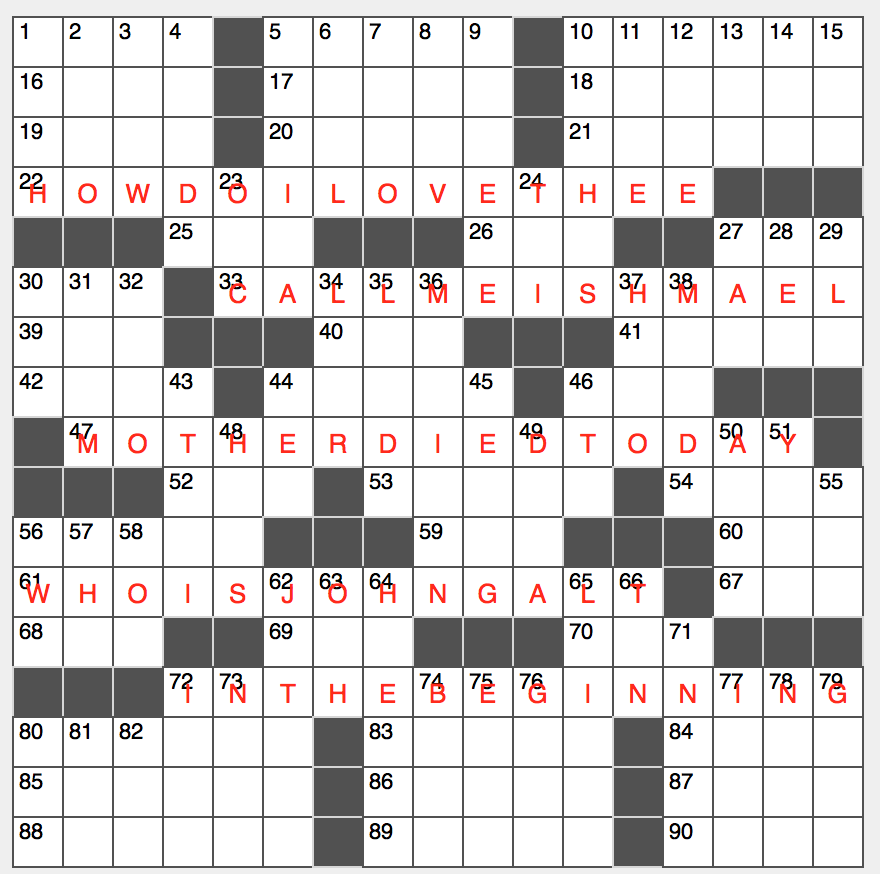 1 2 3 4 5 6 7 8 9 10 11 12 13 14 15
16 17 18
19 20 21
22 23 24
H O W D O I L O V E T H E E
25 26 27 28 29
30 31 32 33 34 35 36 37 38
C A L L M E I S H M A E L
39 40 41
42 43 44 45 46
47 48 49 50 51
M O T H E R D I E D T O D A Y
52 53 54 55
56 57 58 59 60
61 62 63 64 65 66 67
W H O I S J O H N G A L T
68 69 70 71
72 73 74 75 76 77 78 79
I N T H E B E G I N N I N G
80 81 82 83 84
85 86 87
88 89 90